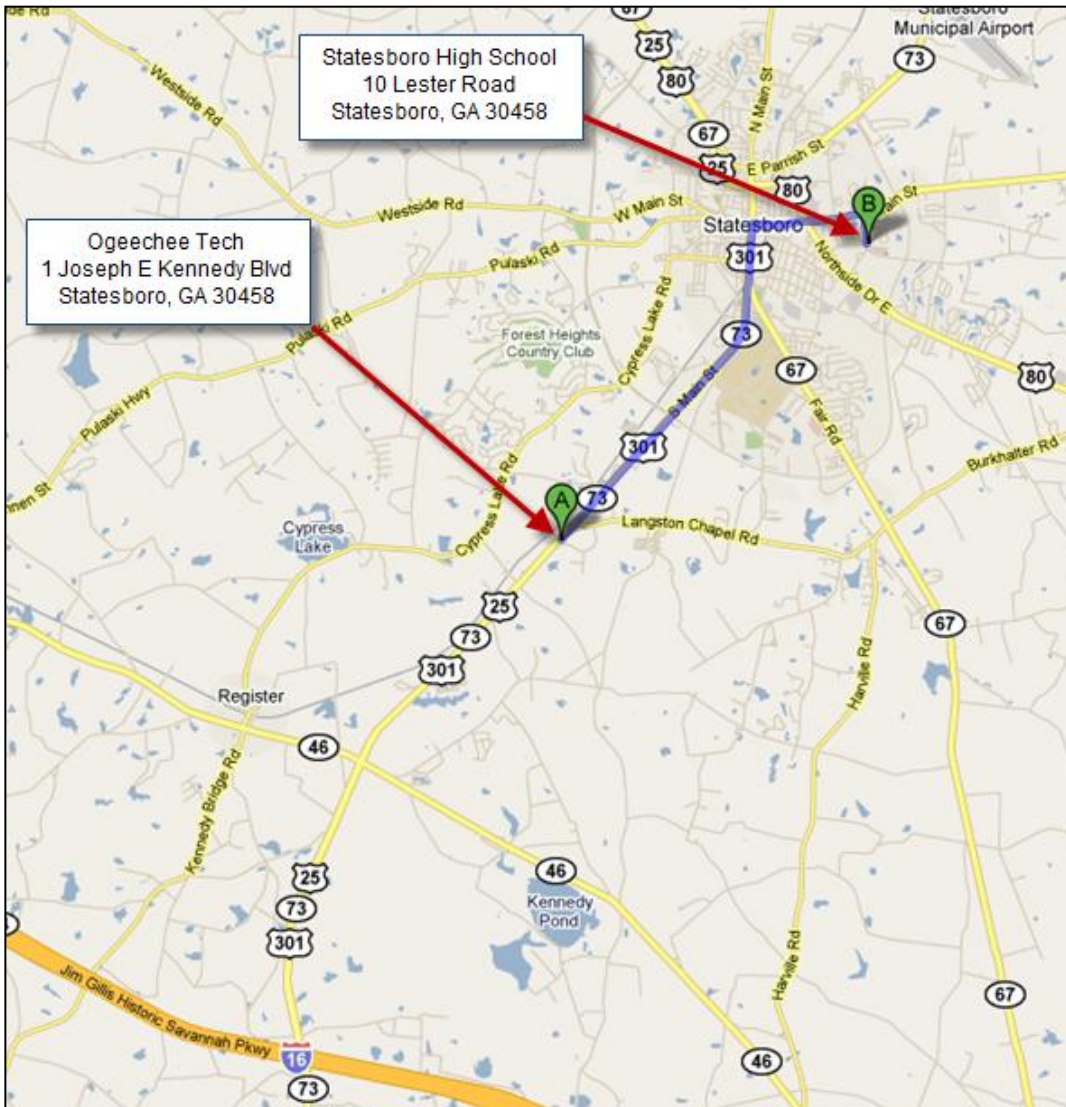 Statesboro
Municipal Airport
67
25
80
73
Statesboro High School
10 Lester Road
Statesboro, GA 30458
Westside Rd
N Main St
67
25
E Parrish St
80
B
Westside Rd
W Main St
Statesboro
Ogeechee Tech
1 Joseph E Kennedy Blvd
Statesboro, GA 30458
Pulaski Rd
301
Northside Dr E
Cypress Lake Rd
Pulaski Rd
Forest Heights
Country Club
73
67
80
Pulaski Hwy
S Main St
Fair Rd
301
Burkhalter Rd
A
73
Langston Chapel Rd
Cypress Lake Rd
Cypress
Lake
25
73
67
301
Register
Harville Rd
46
Kennedy Bridge Rd
25
46
73
Kennedy
Pond
301
Harville Rd
Jim Gillis Historic Savannah Pkwy
67
16
46
73